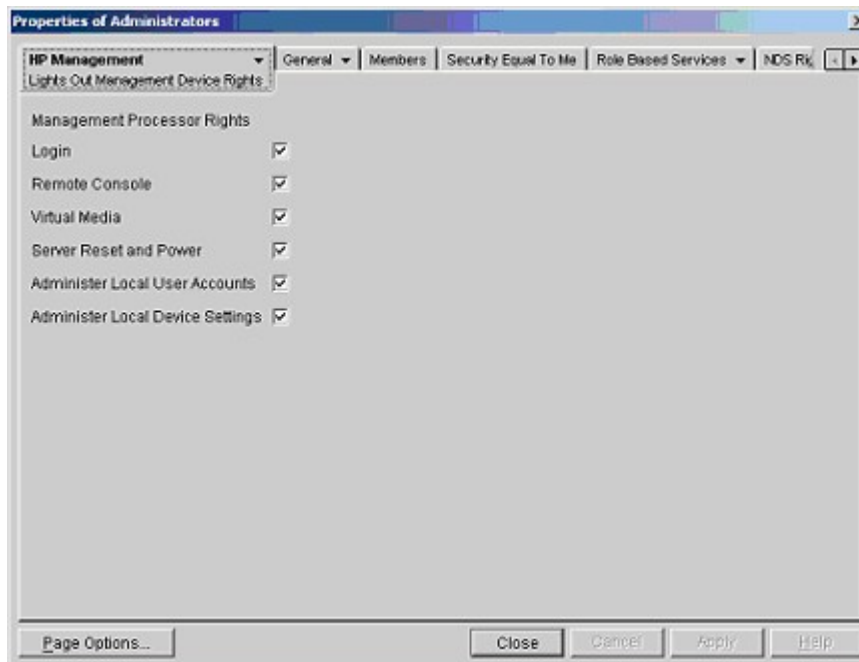 Properties of Administrators
HP Management
General
Members
Security Equal To Me
Role Based Services
NDS Ri
Lights Out Management Device Rights
Management Processor Rights
Login
Remote Console
Virtual Media
Server Reset and Power
Administer Local User Accounts
Administer Local Device Settings
Page Options...
Close
Cancel
Apply
Help